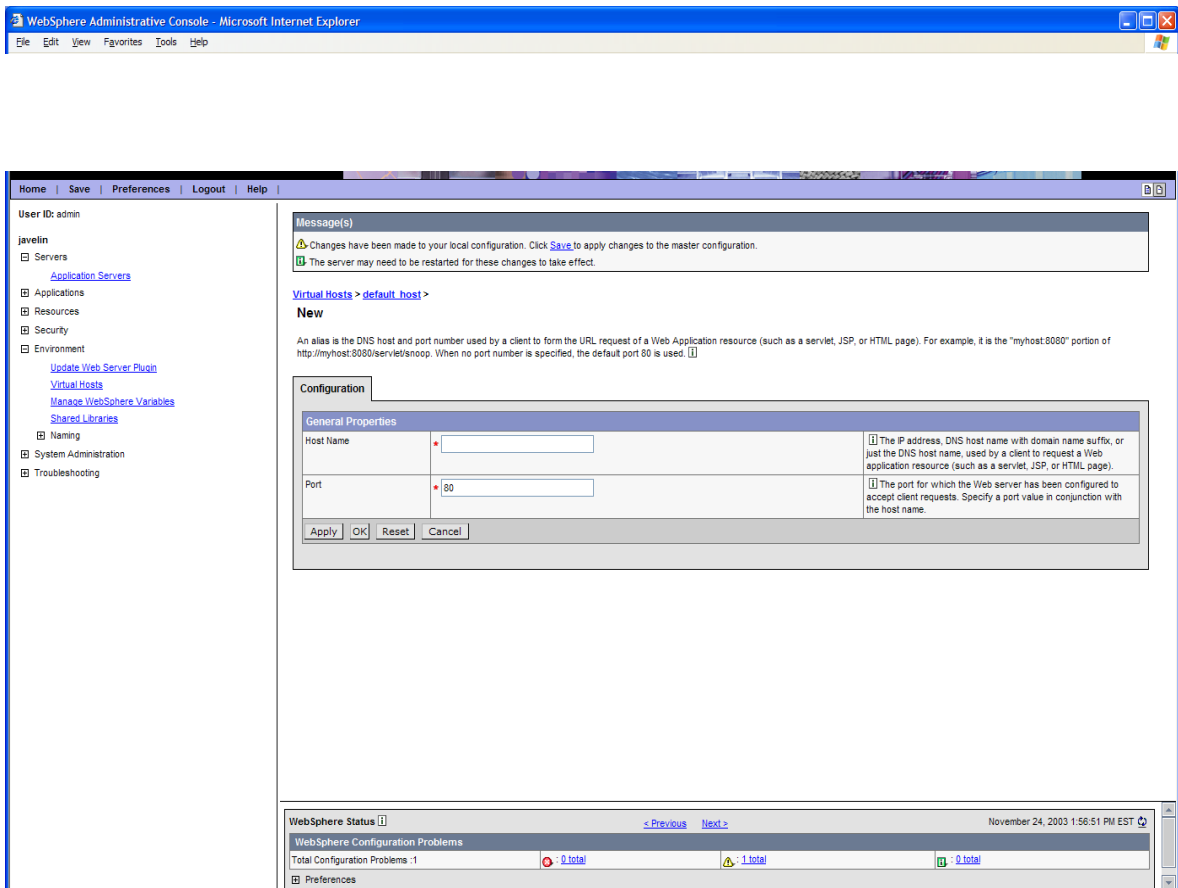 WebSphere Administrative Console - Microsoft Internet Explorer
File Edit View Favorites Tools Help
Home | Save | Preferences | Logout | Help |
User ID: admin
javelin
Servers
Application Servers
Applications
Resources
Security
Environment
Update Web Server Plugin
Virtual Hosts
Manage WebSphere Variables
Shared Libraries
Naming
System Administration
Troubleshooting
Message(s)
Changes have been made to your local configuration. Click Save to apply changes to the master configuration.
The server may need to be restarted for these changes to take effect.
Virtual Hosts > default_host >
New
An alias is the DNS host and port number used by a client to form the URL request of a Web Application resource (such as a servlet, JSP, or HTML page). For example, it is the "myhost:8080" portion of
http://myhost:8080/servlet/snoop. When no port number is specified, the default port 80 is used. i
Configuration
General Properties
Host Name
*
i The IP address, DNS host name with domain name suffix, or
just the DNS host name, used by a client to request a Web
application resource (such as a servlet, JSP, or HTML page).
Port
* 80
i The port for which the Web server has been configured to
accept client requests. Specify a port value in conjunction with
the host name.
Apply OK Reset Cancel
WebSphere Status i
< Previous Next >
November 24, 2003 1:56:51 PM EST
WebSphere Configuration Problems
Total Configuration Problems :1
: 0 total
: 1 total
: 0 total
Preferences